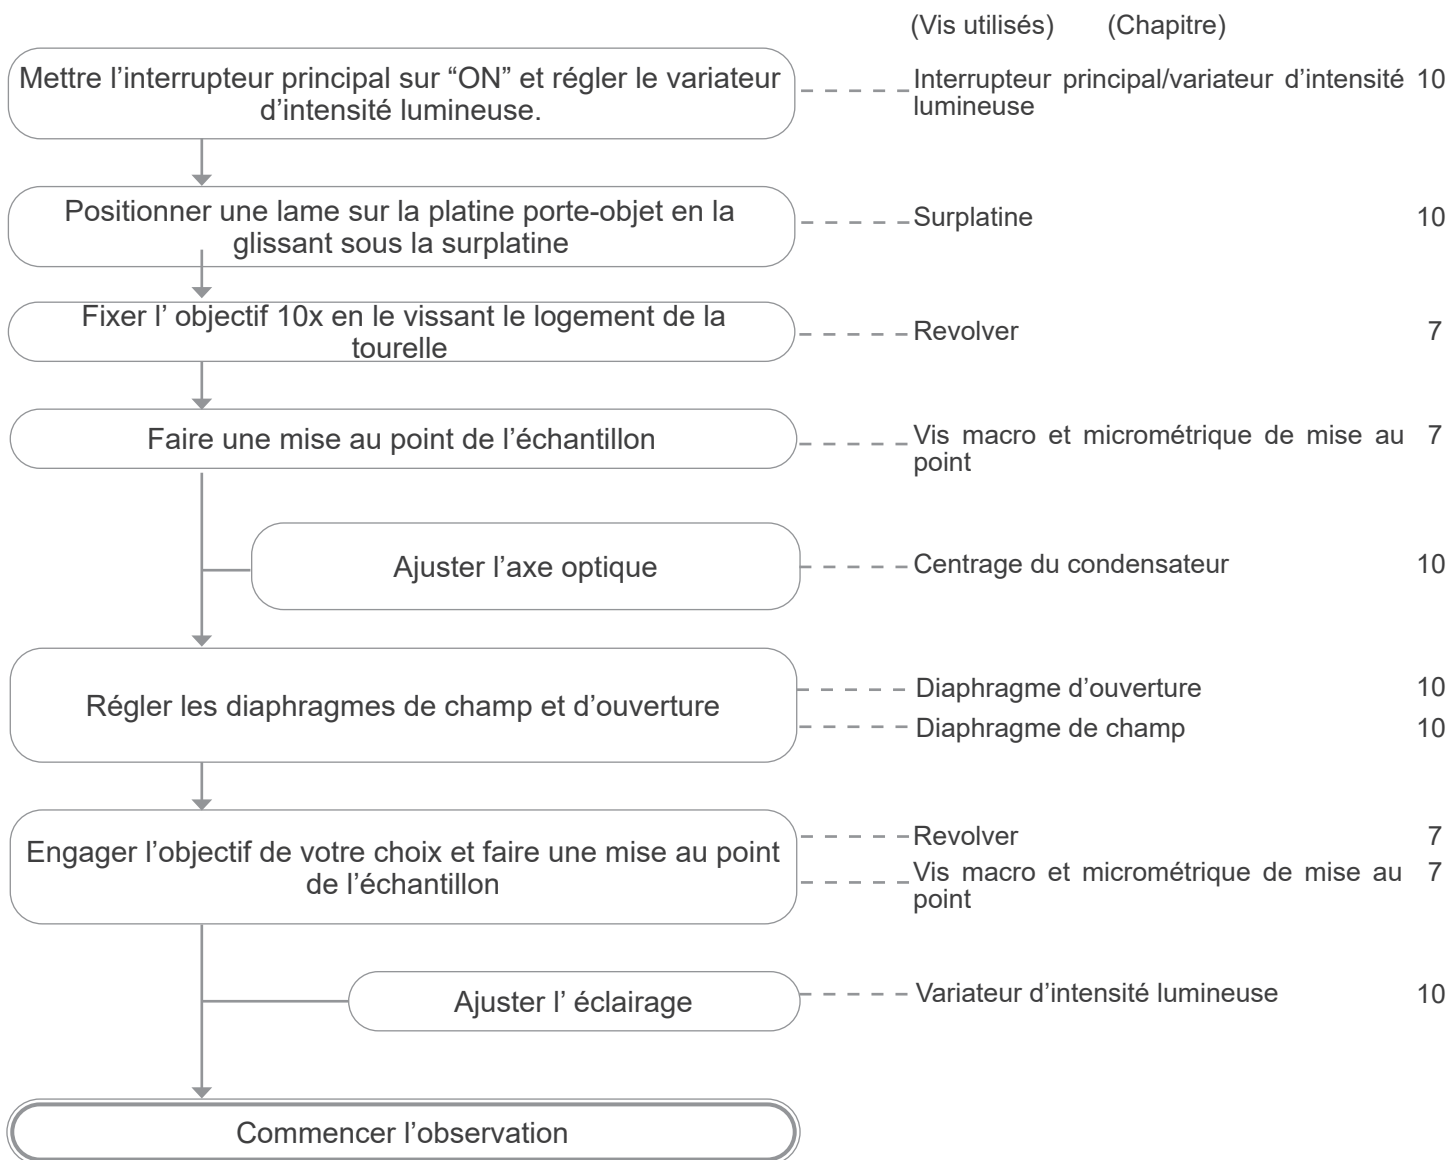 (Vis utilisés) (Chapitre)
Mettre l’interrupteur principal sur “ON” et régler le variateur
d’intensité lumineuse.
Interrupteur principal/variateur d’intensité 10
lumineuse
Positionner une lame sur la platine porte-objet en la
glissant sous la surplatine
Surplatine 10
Fixer l’ objectif 10x en le vissant le logement de la
tourelle
Revolver 7
Faire une mise au point de l’échantillon
Vis macro et micrométrique de mise au 7
point
Ajuster l’axe optique
Centrage du condensateur 10
Régler les diaphragmes de champ et d’ouverture
Diaphragme d’ouverture 10
Diaphragme de champ 10
Engager l’objectif de votre choix et faire une mise au point
de l’échantillon
Revolver 7
Vis macro et micrométrique de mise au 7
point
Ajuster l’ éclairage
Variateur d’intensité lumineuse 10
Commencer l’observation